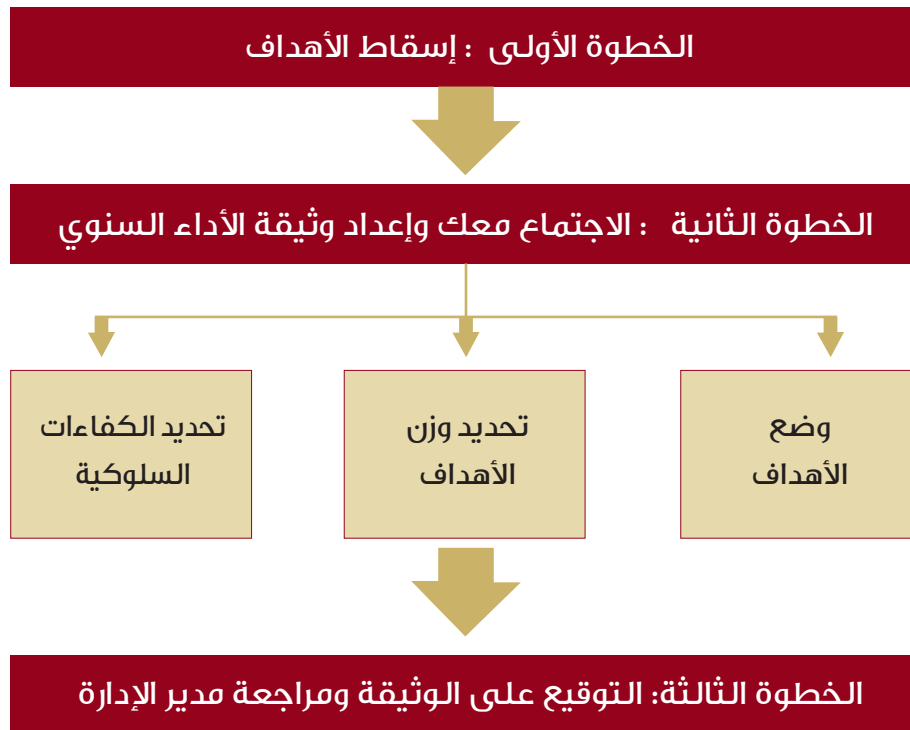 الخطوة الأولى : إسقاط الأهداف
الخطوة الثانية : الاجتماع معك وإعداد وثيقة الأداء السنوي
وضع
الأهداف
تحديد وزن
الأهداف
تحديد الكفاءات
السلوكية
الخطوة الثالثة: التوقيع على الوثيقة ومراجعة مدير الإدارة